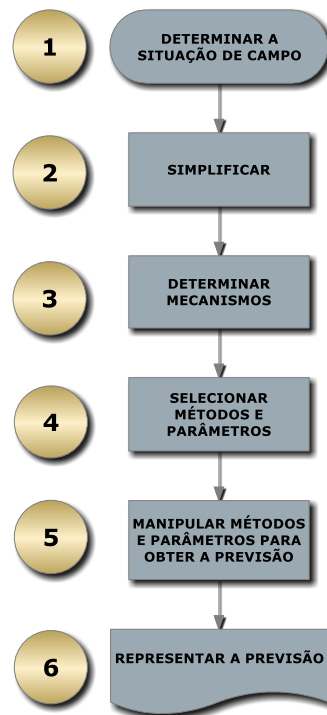 1
DETERMINAR A
SITUAÇÃO DE CAMPO
2
SIMPLIFICAR
3
DETERMINAR
MECANISMOS
4
SELECIONAR
MÉTODOS E
PARÂMETROS
5
MANIPULAR MÉTODOS
E PARÂMETROS PARA
OBTER A PREVISÃO
6
REPRESENTAR A PREVISÃO